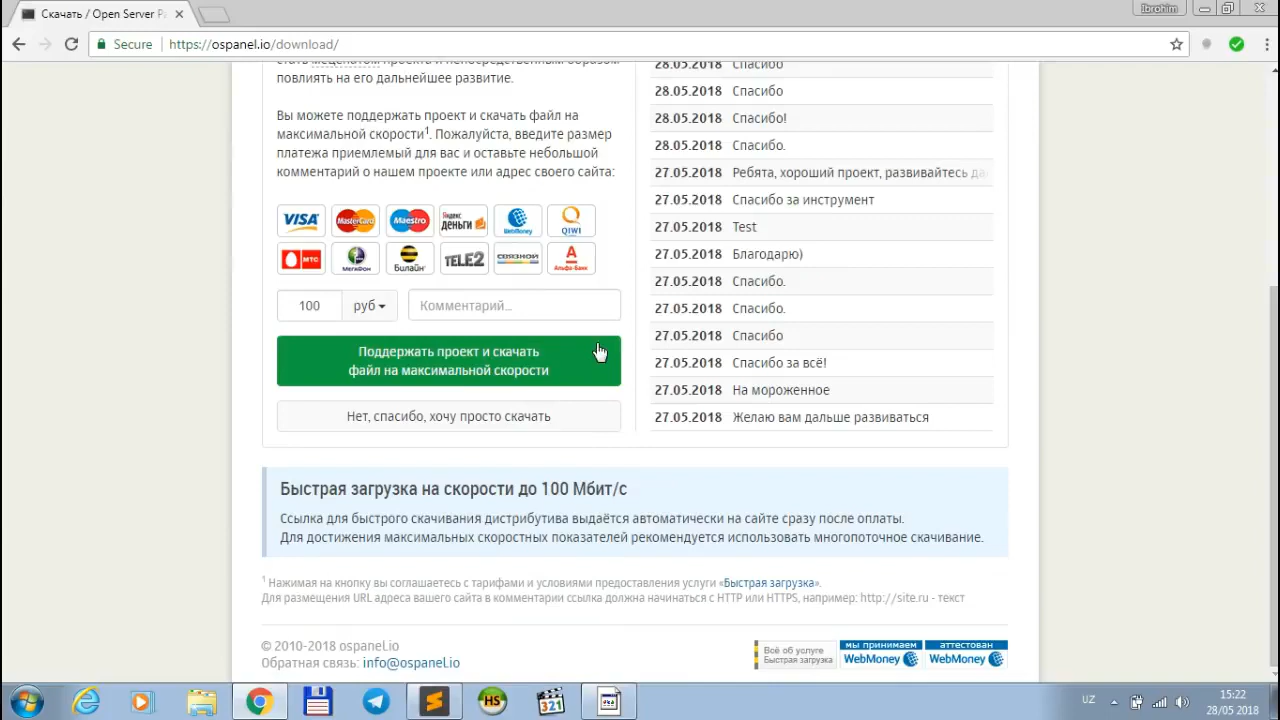 Скачать / Open Server Pa
Ibrohim
Secure
https://ospanel.io/download/
стать меценатом проекта и непосредственным образом
повлиять на его дальнейшее развитие.
Вы можете поддержать проект и скачать файл на
максимальной скорости¹. Пожалуйста, введите размер
платежа приемлемый для вас и оставьте небольшой
комментарий о нашем проекте или адрес своего сайта:
VISA MasterCard Maestro Яндекс деньги WebMoney QIWI
МТС МегаФон Билайн TELE2 СВЯЗНОЙ Альфа-Банк
100 руб Комментарий...
Поддержать проект и скачать
файл на максимальной скорости
Нет, спасибо, хочу просто скачать
28.05.2018 Спасибо
28.05.2018 Спасибо
28.05.2018 Спасибо!
28.05.2018 Спасибо.
27.05.2018 Ребята, хороший проект, развивайтесь да
27.05.2018 Спасибо за инструмент
27.05.2018 Test
27.05.2018 Благодарю)
27.05.2018 Спасибо.
27.05.2018 Спасибо.
27.05.2018 Спасибо
27.05.2018 Спасибо за всё!
27.05.2018 На мороженное
27.05.2018 Желаю вам дальше развиваться
Быстрая загрузка на скорости до 100 Мбит/с
Ссылка для быстрого скачивания дистрибутива выдаётся автоматически на сайте сразу после оплаты.
Для достижения максимальных скоростных показателей рекомендуется использовать многопоточное скачивание.
¹ Нажимая на кнопку вы соглашаетесь с тарифами и условиями предоставления услуги «Быстрая загрузка».
Для размещения URL адреса вашего сайта в комментарии ссылка должна начинаться с HTTP или HTTPS, например: http://site.ru - текст
© 2010-2018 ospanel.io
Обратная связь: info@ospanel.io
Всё об услуге
Быстрая загрузка
мы принимаем
WebMoney
аттестован
WebMoney
HS
321
UZ
15:22
28/05 2018